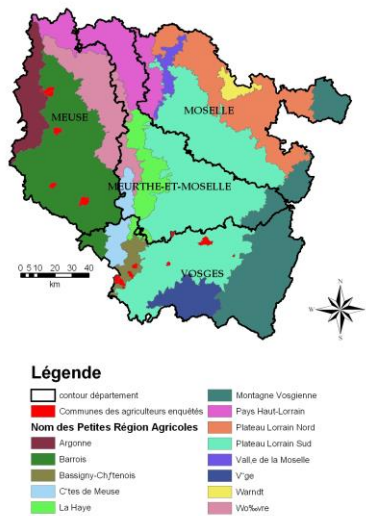 MEUSE
MOSELLE
MEURTHE-ET-MOSELLE
VOSGES
0 5 10 20 30 40
km
N
W E
S
Légende
contour département
Communes des agriculteurs enquêtés
Nom des Petites Région Agricoles
Argonne
Barrois
Bassigny-Chƒtenois
C'tes de Meuse
La Haye
Montagne Vosgienne
Pays Haut-Lorrain
Plateau Lorrain Nord
Plateau Lorrain Sud
Vall‚e de la Moselle
V"ge
Warndt
Wo‰vre